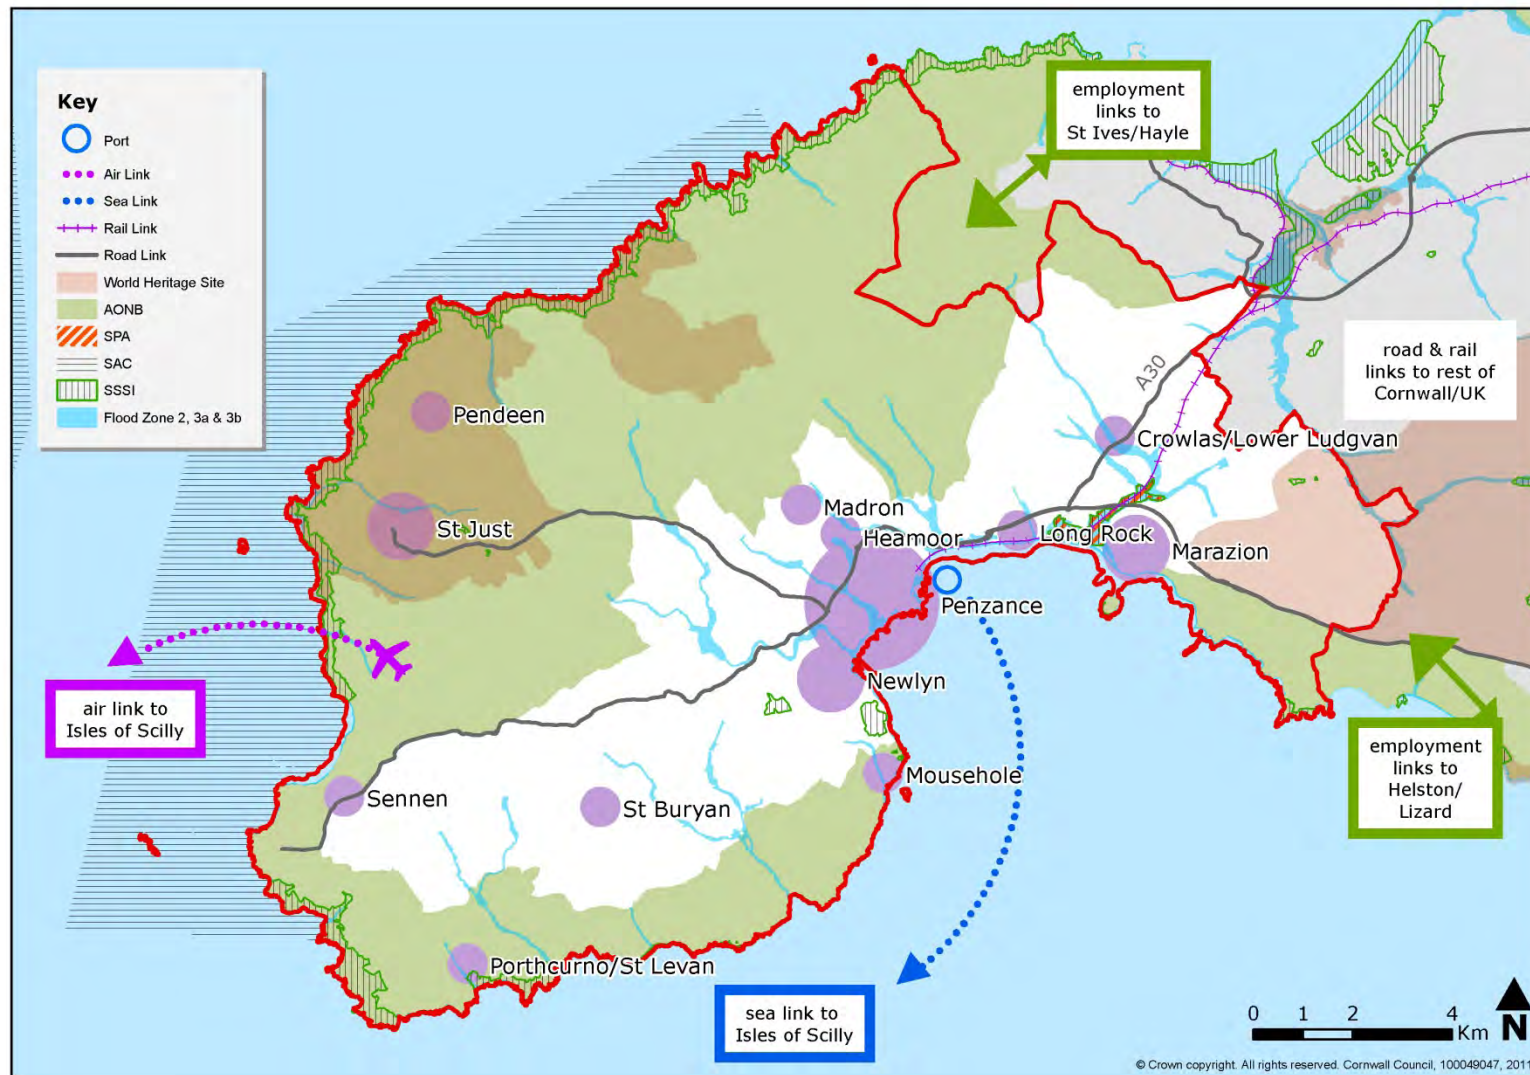 Key
Port
Air Link
Sea Link
Rail Link
Road Link
World Heritage Site
AONB
SPA
SAC
SSSI
Flood Zone 2, 3a & 3b
employment
links to
St Ives/Hayle
road & rail
links to rest of
Cornwall/UK
A30
Pendeen
Crowlas/Lower Ludgvan
St Just
Madron
Heamoor
Long Rock
Marazion
Penzance
Newlyn
air link to
Isles of Scilly
Mousehole
Sennen
St Buryan
employment
links to
Helston/
Lizard
Porthcurno/St Levan
sea link to
Isles of Scilly
0 1 2 4
Km
N
© Crown copyright. All rights reserved. Cornwall Council, 100049047, 2011